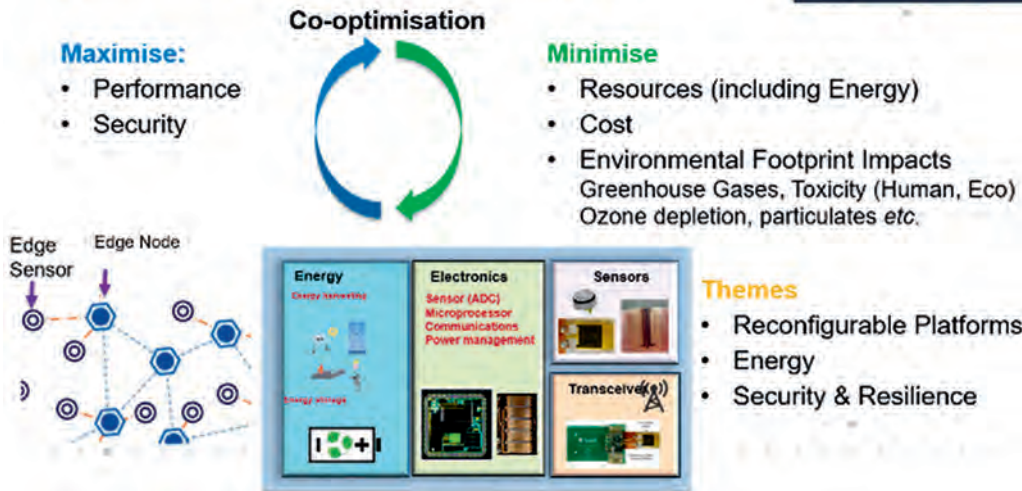 Co-optimisation
Maximise:
• Performance
• Security
Minimise
• Resources (including Energy)
• Cost
• Environmental Footprint Impacts
Greenhouse Gases, Toxicity (Human, Eco)
Ozone depletion, particulates etc.
Edge
Sensor
Edge Node
Energy
Energy harvesting
Energy storage
Electronics
Sensor (ADC)
Microprocessor
Communications
Power management
Sensors
Transceiver
Themes
• Reconfigurable Platforms
• Energy
• Security & Resilience